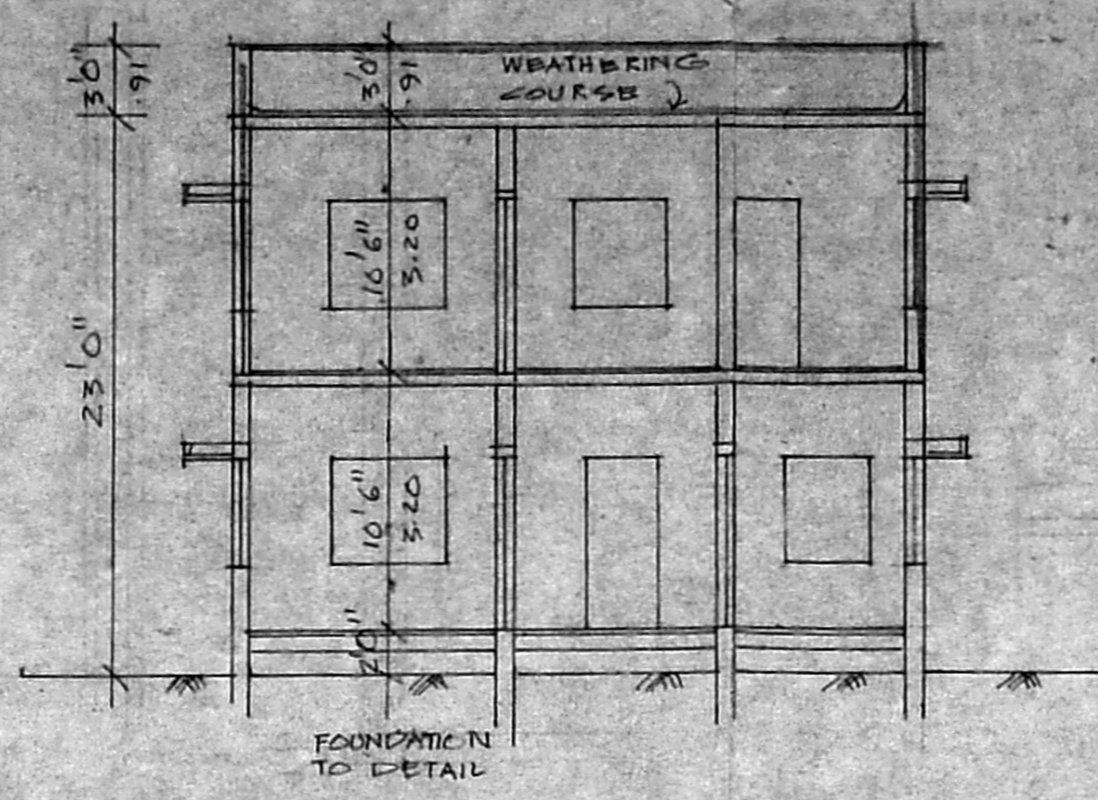 3'0"
.91
3'0"
.91
WEATHERING
COURSE
10'6"
3.20
23'0"
10'6"
3.20
2'0"
FOUNDATION
TO DETAIL